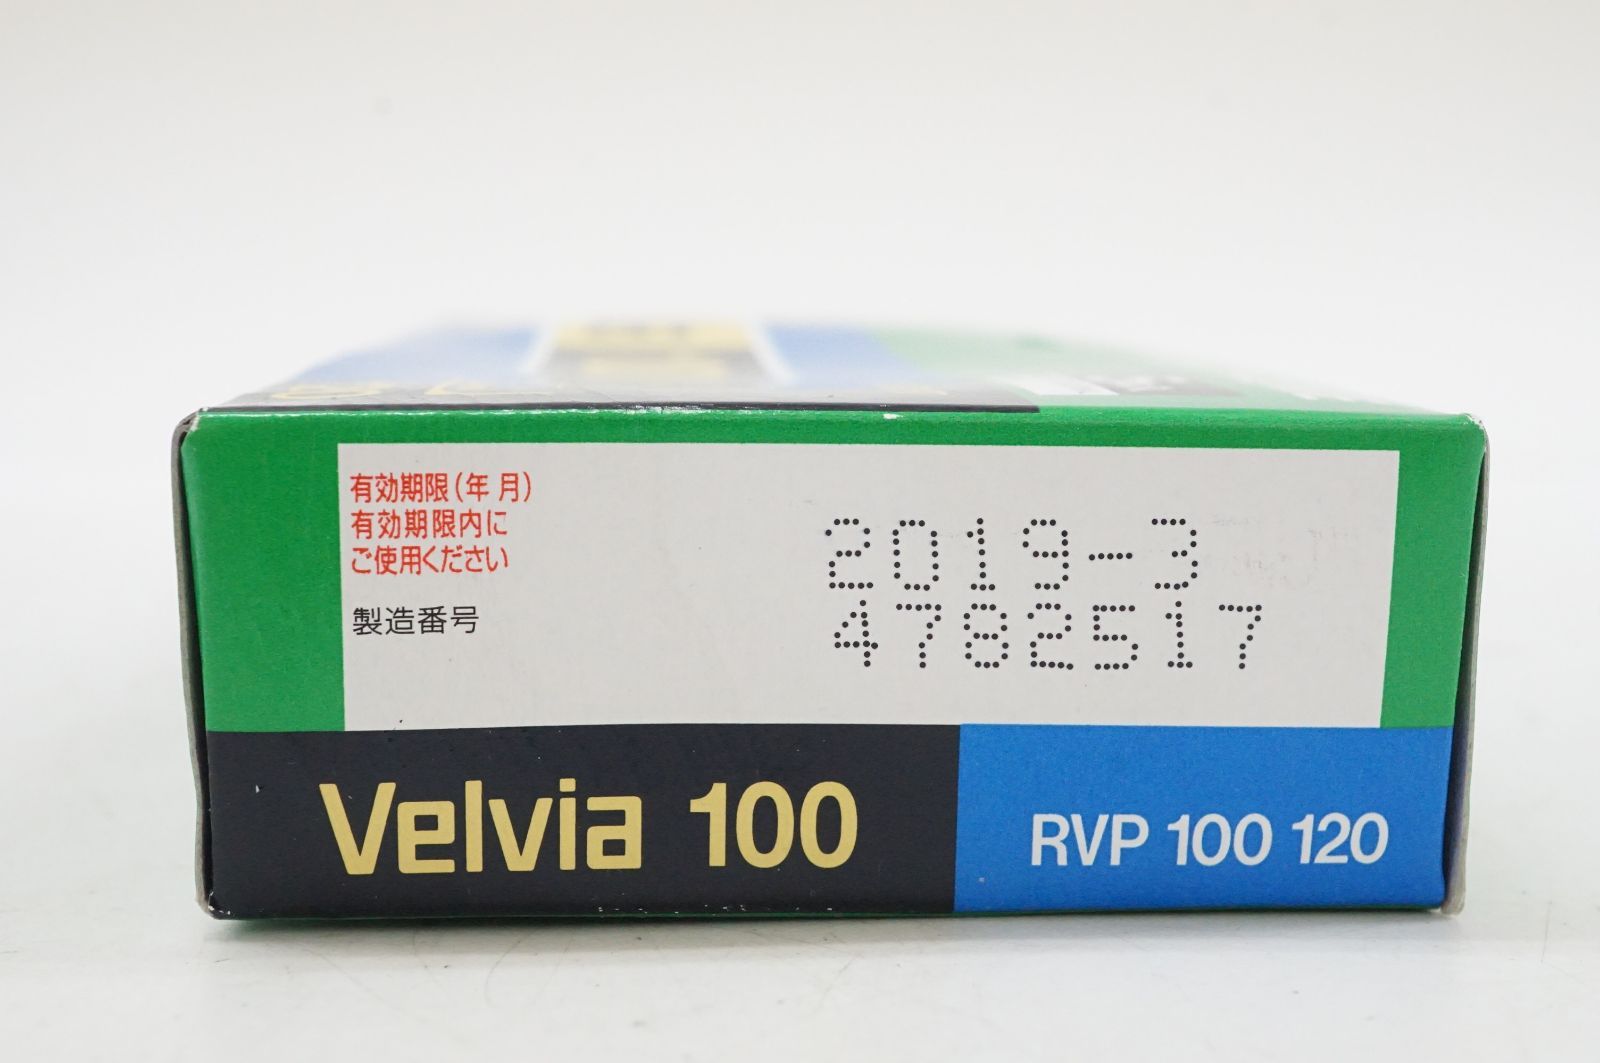 有効期限(年 月)
有効期限内に
ご使用ください
2019-3
製造番号
4782517
Velvia 100
RVP 100 120